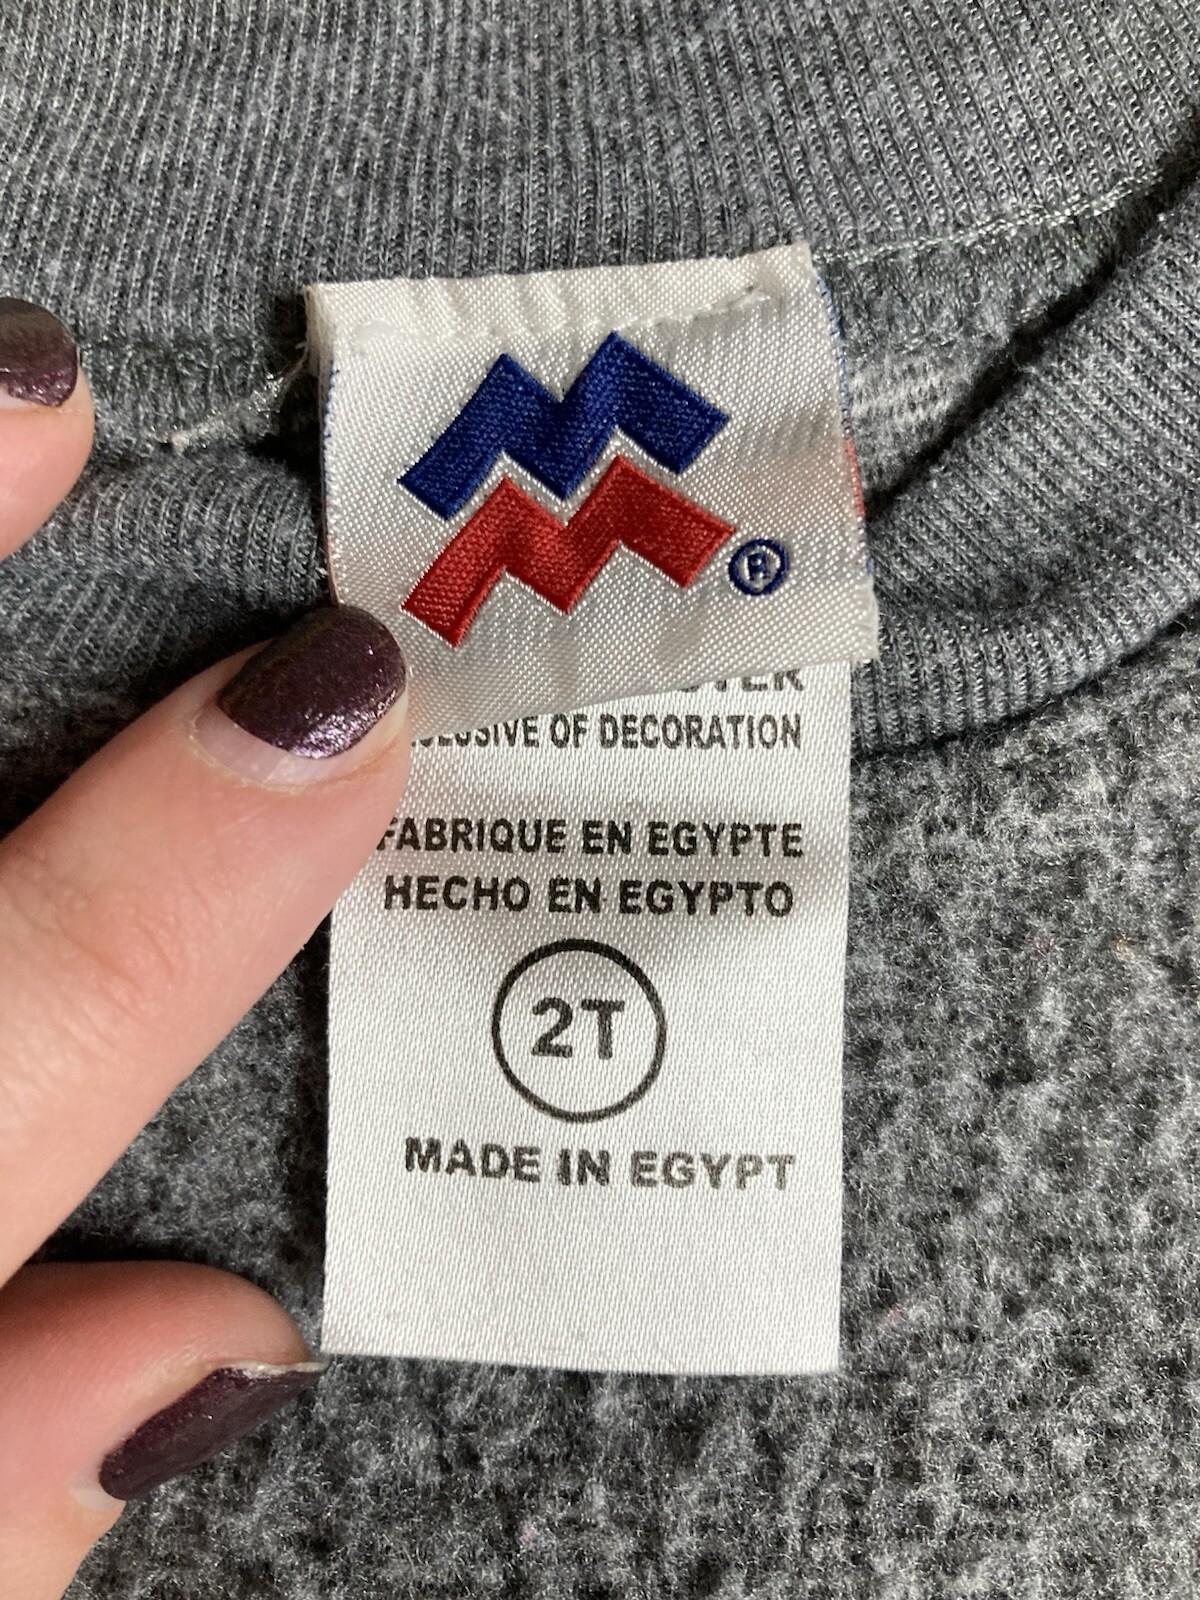 ®
EXCLUSIVE OF DECORATION
FABRIQUE EN EGYPTE
HECHO EN EGYPTO
2T
MADE IN EGYPT